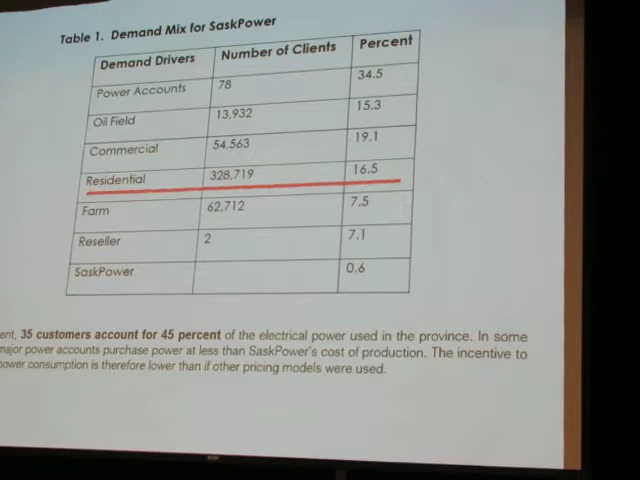 Table 1. Demand Mix for SaskPower
Demand Drivers Number of Clients Percent
Power Accounts 78 34.5
Oil Field 13,932 15.3
Commercial 54,563 19.1
Residential 328,719 16.5
Farm 62,712 7.5
Reseller 2 7.1
SaskPower 0.6
ent, 35 customers account for 45 percent of the electrical power used in the province. In some
major power accounts purchase power at less than SaskPower's cost of production. The incentive to
power consumption is therefore lower than if other pricing models were used.